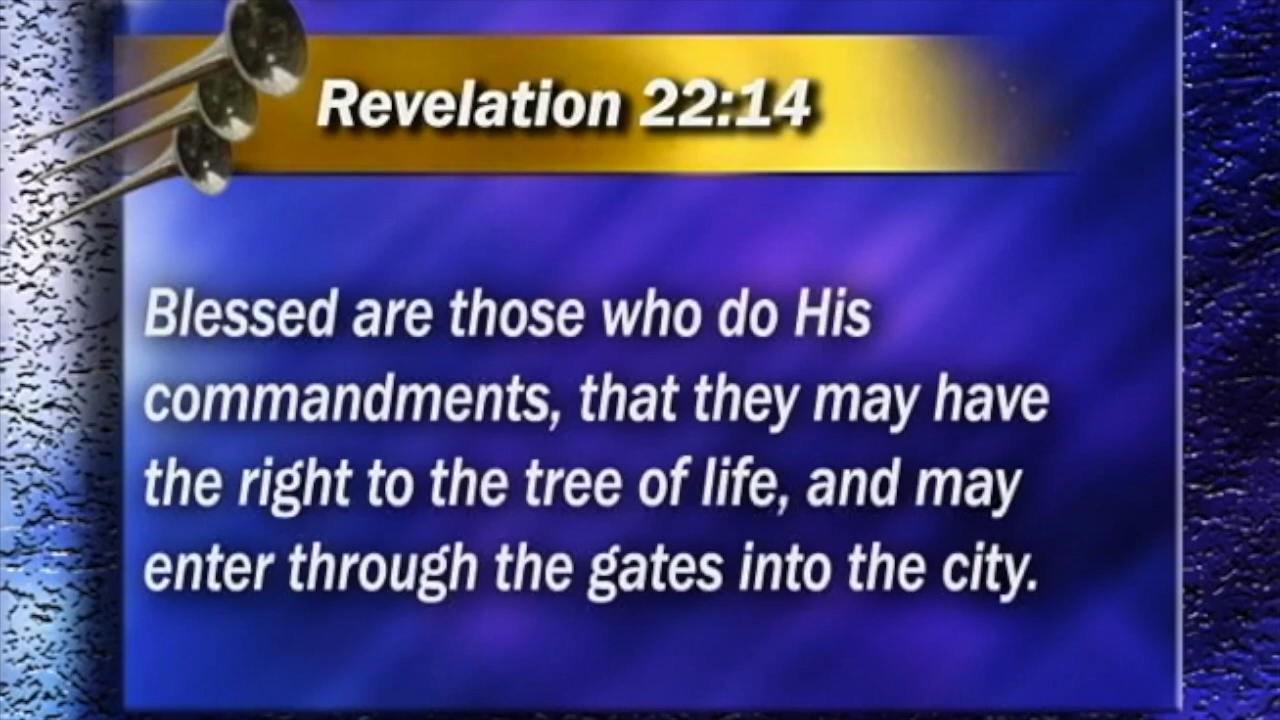 Revelation 22:14
Blessed are those who do His
commandments, that they may have
the right to the tree of life, and may
enter through the gates into the city.